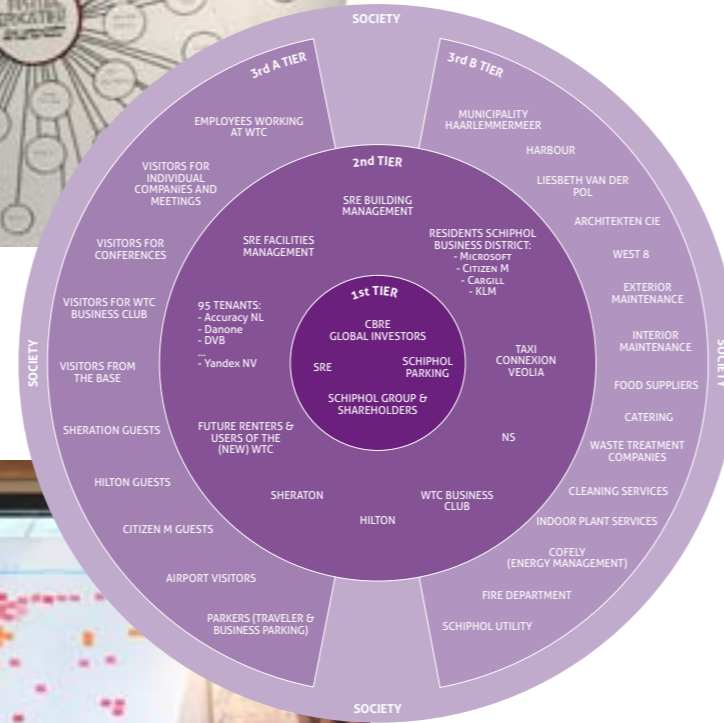 SOCIETY
3rd A TIER
EMPLOYEES WORKING
AT WTC
VISITORS FOR
INDIVIDUAL
COMPANIES AND
MEETINGS
VISITORS FOR
CONFERENCES
VISITORS FOR WTC
BUSINESS CLUB
VISITORS FROM
THE BASE
SHERATION GUESTS
HILTON GUESTS
CITIZEN M GUESTS
AIRPORT VISITORS
PARKERS (TRAVELER &
BUSINESS PARKING)
SOCIETY
2nd TIER
SRE BUILDING
MANAGEMENT
SRE FACILITIES
MANAGEMENT
RESIDENTS SCHIPHOL
BUSINESS DISTRICT:
- MICROSOFT
- CITIZEN M
- CARGILL
- KLM
95 TENANTS:
- Accuracy NL
- Danone
- DVB
...
- Yandex NV
TAXI
CONNEXION
VEOLIA
FUTURE RENTERS &
USERS OF THE
(NEW) WTC
NS
SHERATON
WTC BUSINESS
CLUB
HILTON
1st TIER
CBRE
GLOBAL INVESTORS
SRE
SCHIPHOL
PARKING
SCHIPHOL GROUP &
SHAREHOLDERS
3rd B TIER
MUNICIPALITY
HAARLEMMERMEER
HARBOUR
LIESBETH VAN DER
POL
ARCHITEKTEN CIE
WEST 8
EXTERIOR
MAINTENANCE
INTERIOR
MAINTENANCE
FOOD SUPPLIERS
CATERING
WASTE TREATMENT
COMPANIES
CLEANING SERVICES
INDOOR PLANT SERVICES
COFELY
(ENERGY MANAGEMENT)
FIRE DEPARTMENT
SCHIPHOL UTILITY
SOCIETY
SOCIETY